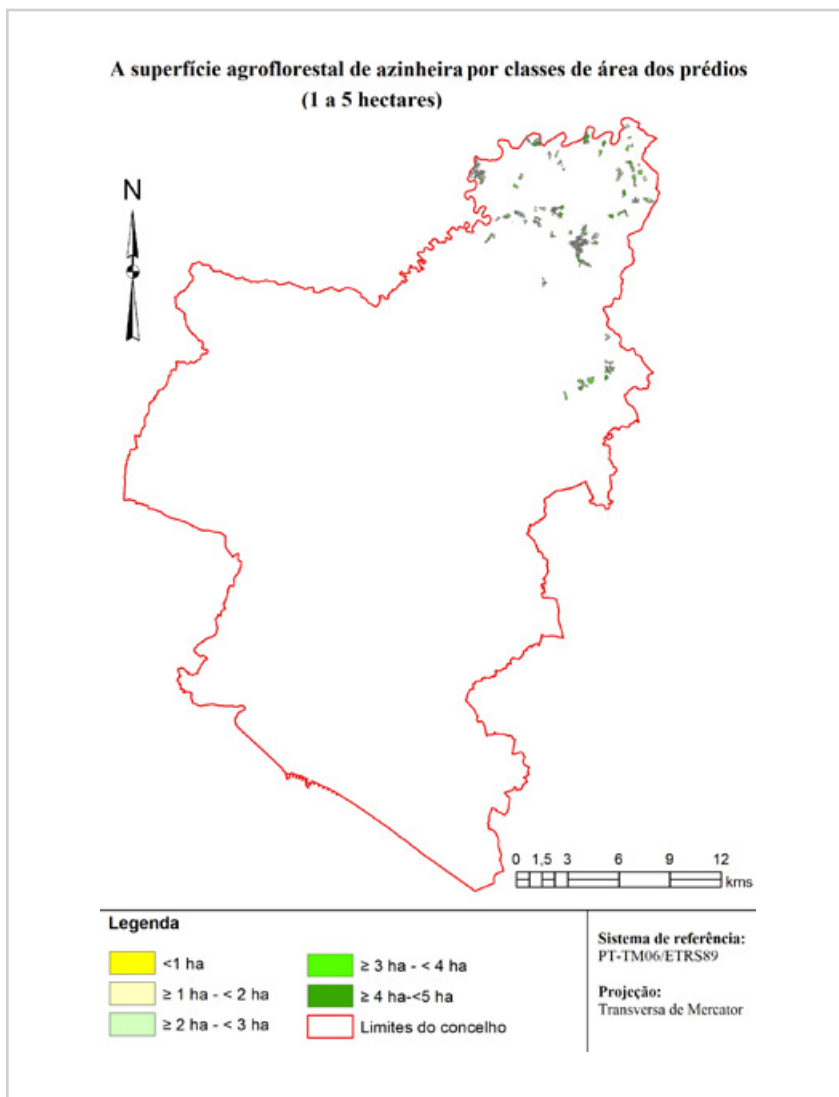 A superfície agroflorestal de azinheira por classes de área dos prédios
(1 a 5 hectares)
N
0 1,5 3 6 9 12
kms
Legenda
<1 ha
≥ 1 ha - < 2 ha
≥ 2 ha - < 3 ha
≥ 3 ha - < 4 ha
≥ 4 ha-<5 ha
Limites do concelho
Sistema de referência:
PT-TM06/ETRS89
Projeção:
Transversa de Mercator